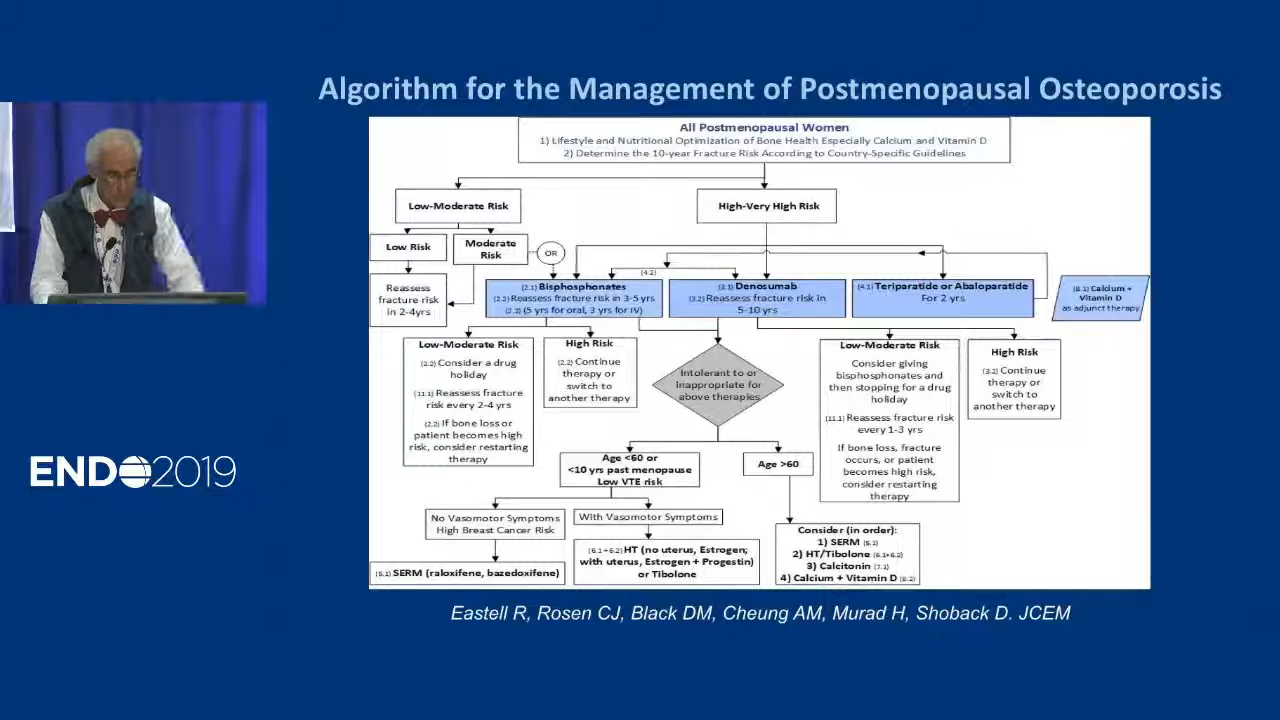 Algorithm for the Management of Postmenopausal Osteoporosis
All Postmenopausal Women
1) Lifestyle and Nutritional Optimization of Bone Health Especially Calcium and Vitamin D
2) Determine the 10-year Fracture Risk According to Country-Specific Guidelines
Low-Moderate Risk
High-Very High Risk
Low Risk
Moderate
Risk
OR
Reassess
fracture risk
in 2-4yrs
(4.2)
(2.1) Bisphosphonates
(2.2) Reassess fracture risk in 3-5 yrs
(2.2) (5 yrs for oral, 3 yrs for IV)
(3.1) Denosumab
(3.2) Reassess fracture risk in
5-10 yrs
(4.1) Teriparatide or Abaloparatide
For 2 yrs
(8.1) Calcium +
Vitamin D
as adjunct therapy
Low-Moderate Risk
(2.2) Consider a drug
holiday
(11.1) Reassess fracture
risk every 2-4 yrs
(2.2) If bone loss or
patient becomes high
risk, consider restarting
therapy
High Risk
(2.2) Continue
therapy or
switch to
another therapy
Intolerant to or
inappropriate for
above therapies
Low-Moderate Risk
Consider giving
bisphosphonates and
then stopping for a drug
holiday
(11.1) Reassess fracture risk
every 1-3 yrs
If bone loss, fracture
occurs, or patient
becomes high risk,
consider restarting
therapy
High Risk
(3.2) Continue
therapy or
switch to
another therapy
Age <60 or
<10 yrs past menopause
Low VTE risk
Age >60
No Vasomotor Symptoms
High Breast Cancer Risk
With Vasomotor Symptoms
(5.1) SERM (raloxifene, bazedoxifene)
(6.1+6.2) HT (no uterus, Estrogen;
with uterus, Estrogen + Progestin)
or Tibolone
Consider (in order):
1) SERM (5.1)
2) HT/Tibolone (6.1+6.2)
3) Calcitonin (7.1)
4) Calcium + Vitamin D (8.2)
END 2019
Eastell R, Rosen CJ, Black DM, Cheung AM, Murad H, Shoback D. JCEM